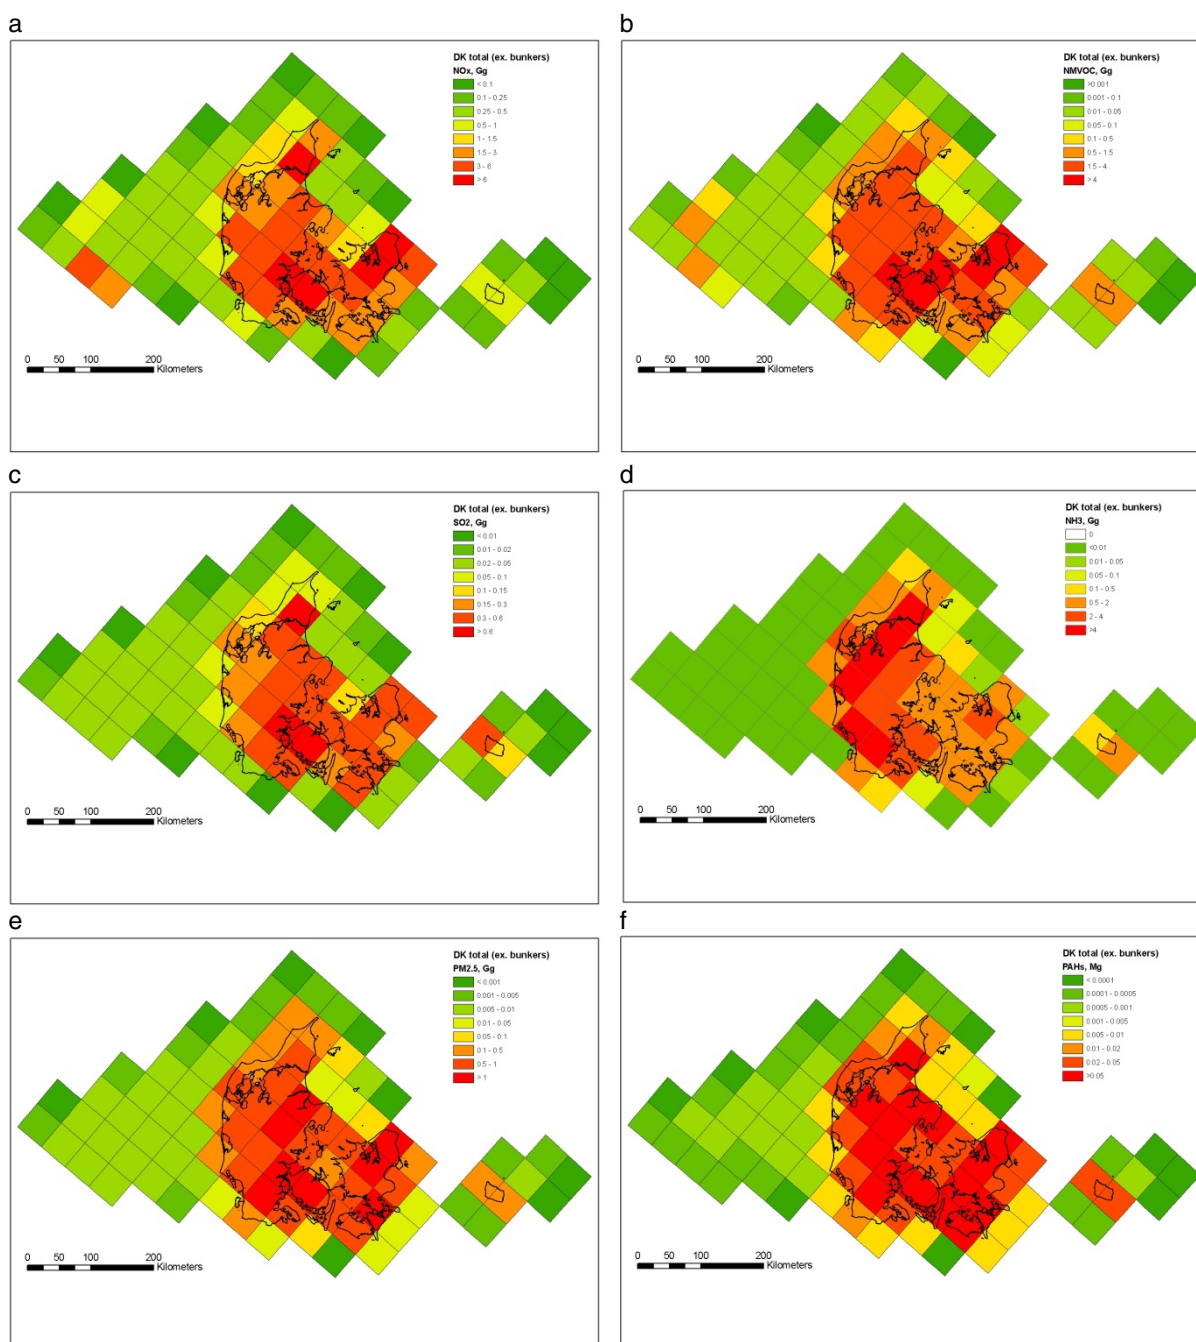 a
DK total (ex. bunkers)
NOx, Gg
< 0.1
0.1 - 0.25
0.25 - 0.5
0.5 - 1
1 - 1.5
1.5 - 3
3 - 6
> 6
0 50 100 200
Kilometers
b
DK total (ex. bunkers)
NMVOC, Gg
>0.001
0.001 - 0.1
0.01 - 0.05
0.05 - 0.1
0.1 - 0.5
0.5 - 1.5
1.5 - 4
> 4
0 50 100 200
Kilometers
c
DK total (ex. bunkers)
SO2, Gg
< 0.01
0.01 - 0.02
0.02 - 0.05
0.05 - 0.1
0.1 - 0.15
0.15 - 0.3
0.3 - 0.6
> 0.6
0 50 100 200
Kilometers
d
DK total (ex. bunkers)
NH3, Gg
0
<0.01
0.01 - 0.05
0.05 - 0.1
0.1 - 0.5
0.5 - 2
2 - 4
>4
0 50 100 200
Kilometers
e
DK total (ex. bunkers)
PM2.5, Gg
< 0.001
0.001 - 0.005
0.005 - 0.01
0.01 - 0.05
0.05 - 0.1
0.1 - 0.5
0.5 - 1
> 1
0 50 100 200
Kilometers
f
DK total (ex. bunkers)
PAHs, Mg
< 0.0001
0.0001 - 0.0005
0.0005 - 0.001
0.001 - 0.005
0.005 - 0.01
0.01 - 0.02
0.02 - 0.05
>0.05
0 50 100 200
Kilometers